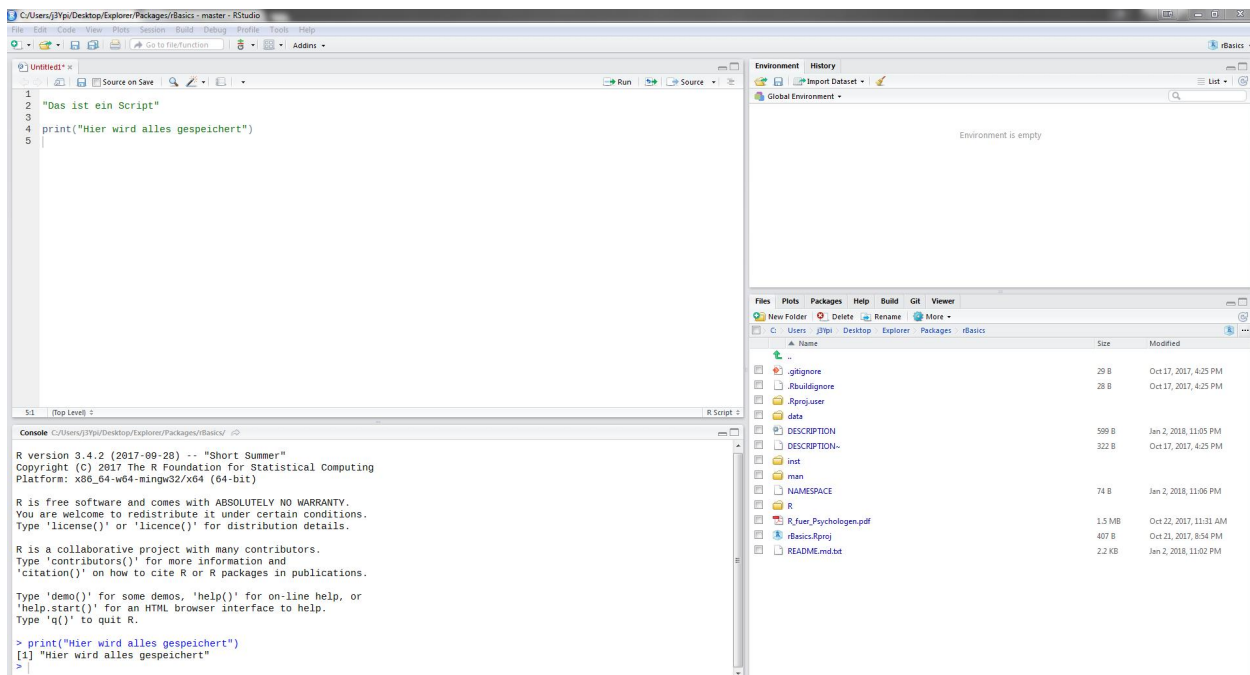 C:/Users/j3Ypi/Desktop/Explorer/Packages/rBasics - master - RStudio
File Edit Code View Plots Session Build Debug Profile Tools Help
Go to file/function Addins rBasics
Untitled1*
Source on Save Run Source
1
2 "Das ist ein Script"
3
4 print("Hier wird alles gespeichert")
5
5:1 (Top Level) R Script
Console C:/Users/j3Ypi/Desktop/Explorer/Packages/rBasics/
R version 3.4.2 (2017-09-28) -- "Short Summer"
Copyright (C) 2017 The R Foundation for Statistical Computing
Platform: x86_64-w64-mingw32/x64 (64-bit)
R is free software and comes with ABSOLUTELY NO WARRANTY.
You are welcome to redistribute it under certain conditions.
Type 'license()' or 'licence()' for distribution details.
R is a collaborative project with many contributors.
Type 'contributors()' for more information and
'citation()' on how to cite R or R packages in publications.
Type 'demo()' for some demos, 'help()' for on-line help, or
'help.start()' for an HTML browser interface to help.
Type 'q()' to quit R.
> print("Hier wird alles gespeichert")
[1] "Hier wird alles gespeichert"
>
Environment History
Import Dataset List
Global Environment
Environment is empty
Files Plots Packages Help Build Git Viewer
New Folder Delete Rename More
C: Users j3Ypi Desktop Explorer Packages rBasics
Name Size Modified
..
.gitignore 29 B Oct 17, 2017, 4:25 PM
.Rbuildignore 28 B Oct 17, 2017, 4:25 PM
.Rproj.user
data
DESCRIPTION 599 B Jan 2, 2018, 11:05 PM
DESCRIPTION~ 322 B Oct 17, 2017, 4:25 PM
inst
man
NAMESPACE 74 B Jan 2, 2018, 11:06 PM
R
R_fuer_Psychologen.pdf 1.5 MB Oct 22, 2017, 11:31 AM
rBasics.Rproj 407 B Oct 21, 2017, 8:54 PM
README.md.txt 2.2 KB Jan 2, 2018, 11:02 PM